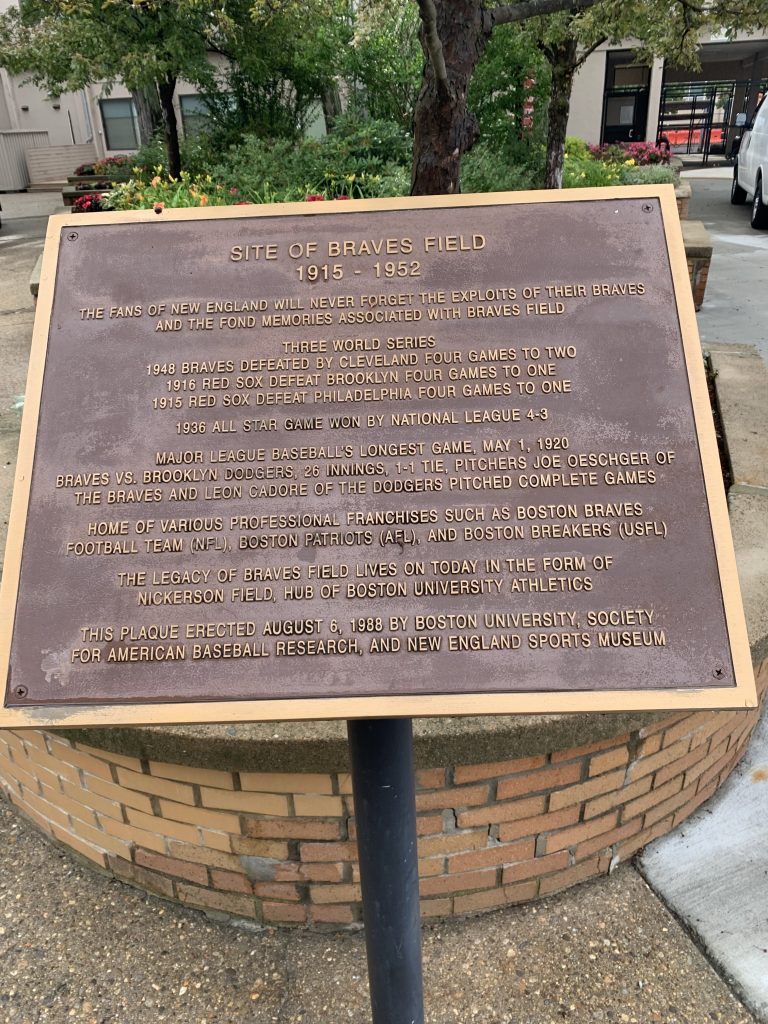 SITE OF BRAVES FIELD
1915 - 1952
THE FANS OF NEW ENGLAND WILL NEVER FORGET THE EXPLOITS OF THEIR BRAVES
AND THE FOND MEMORIES ASSOCIATED WITH BRAVES FIELD
THREE WORLD SERIES
1948 BRAVES DEFEATED BY CLEVELAND FOUR GAMES TO TWO
1916 RED SOX DEFEAT BROOKLYN FOUR GAMES TO ONE
1915 RED SOX DEFEAT PHILADELPHIA FOUR GAMES TO ONE
1936 ALL STAR GAME WON BY NATIONAL LEAGUE 4-3
MAJOR LEAGUE BASEBALL'S LONGEST GAME, MAY 1, 1920
BRAVES VS. BROOKLYN DODGERS, 26 INNINGS, 1-1 TIE, PITCHERS JOE OESCHGER OF
THE BRAVES AND LEON CADORE OF THE DODGERS PITCHED COMPLETE GAMES
HOME OF VARIOUS PROFESSIONAL FRANCHISES SUCH AS BOSTON BRAVES
FOOTBALL TEAM (NFL), BOSTON PATRIOTS (AFL), AND BOSTON BREAKERS (USFL)
THE LEGACY OF BRAVES FIELD LIVES ON TODAY IN THE FORM OF
NICKERSON FIELD, HUB OF BOSTON UNIVERSITY ATHLETICS
THIS PLAQUE ERECTED AUGUST 6, 1988 BY BOSTON UNIVERSITY, SOCIETY
FOR AMERICAN BASEBALL RESEARCH, AND NEW ENGLAND SPORTS MUSEUM